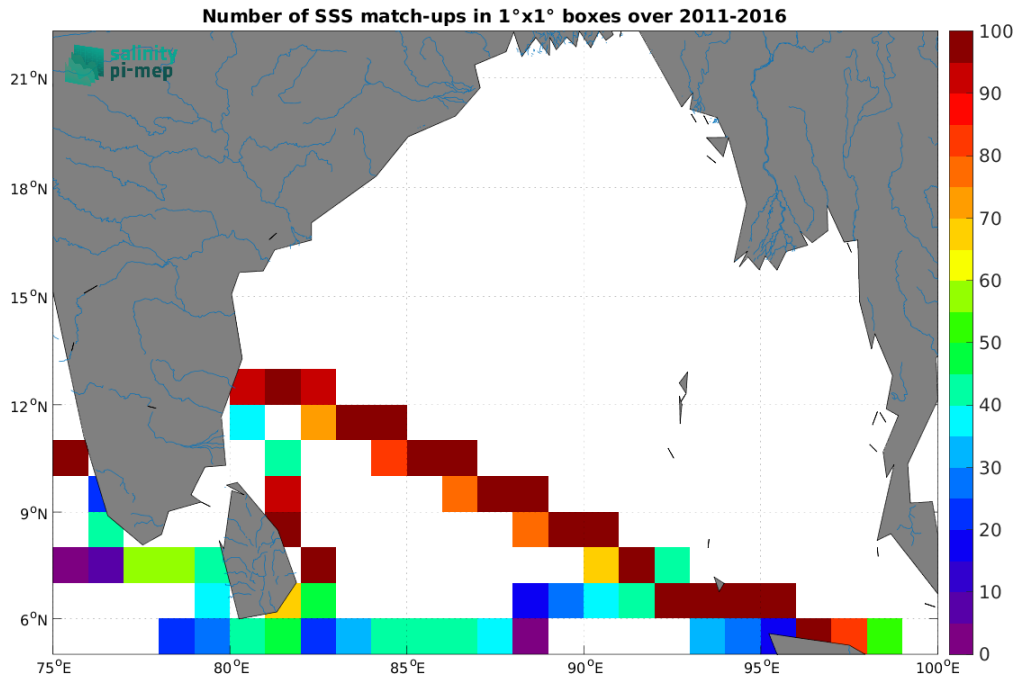 Number of SSS match-ups in 1°x1° boxes over 2011-2016
salinity
pi-mep
21°N
18°N
15°N
12°N
9°N
6°N
75°E 80°E 85°E 90°E 95°E 100°E
100
90
80
70
60
50
40
30
20
10
0